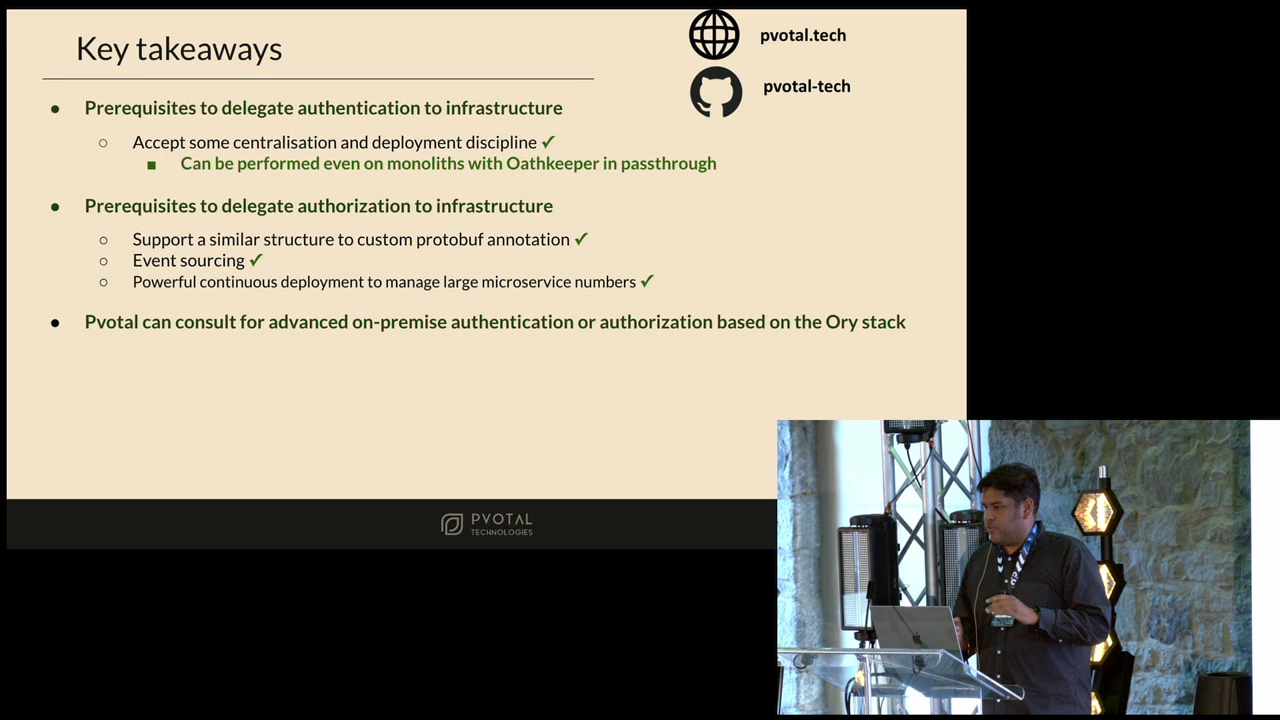 Key takeaways
pvotal.tech
pvotal-tech
Prerequisites to delegate authentication to infrastructure
Accept some centralisation and deployment discipline ✓
Can be performed even on monoliths with Oathkeeper in passthrough
Prerequisites to delegate authorization to infrastructure
Support a similar structure to custom protobuf annotation ✓
Event sourcing ✓
Powerful continuous deployment to manage large microservice numbers ✓
Pvotal can consult for advanced on-premise authentication or authorization based on the Ory stack
PVOTAL
TECHNOLOGIES